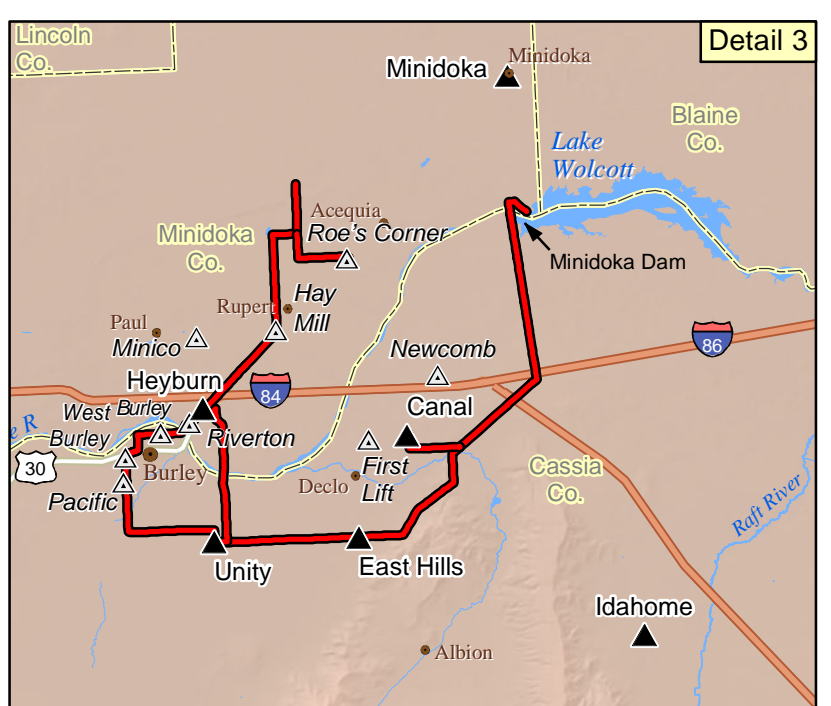 Lincoln
Co.
Detail 3
Minidoka
Minidoka
Blaine
Co.
Lake
Wolcott
Acequia
Roe's Corner
Minidoka
Co.
Minidoka Dam
Hay
Mill
Rupert
Paul
Minico
86
Newcomb
Heyburn
84
Canal
West
Burley
Burley
Riverton
e R
30
Burley
First
Lift
Declo
Cassia
Co.
Pacific
Raft River
Unity
East Hills
Idahome
Albion